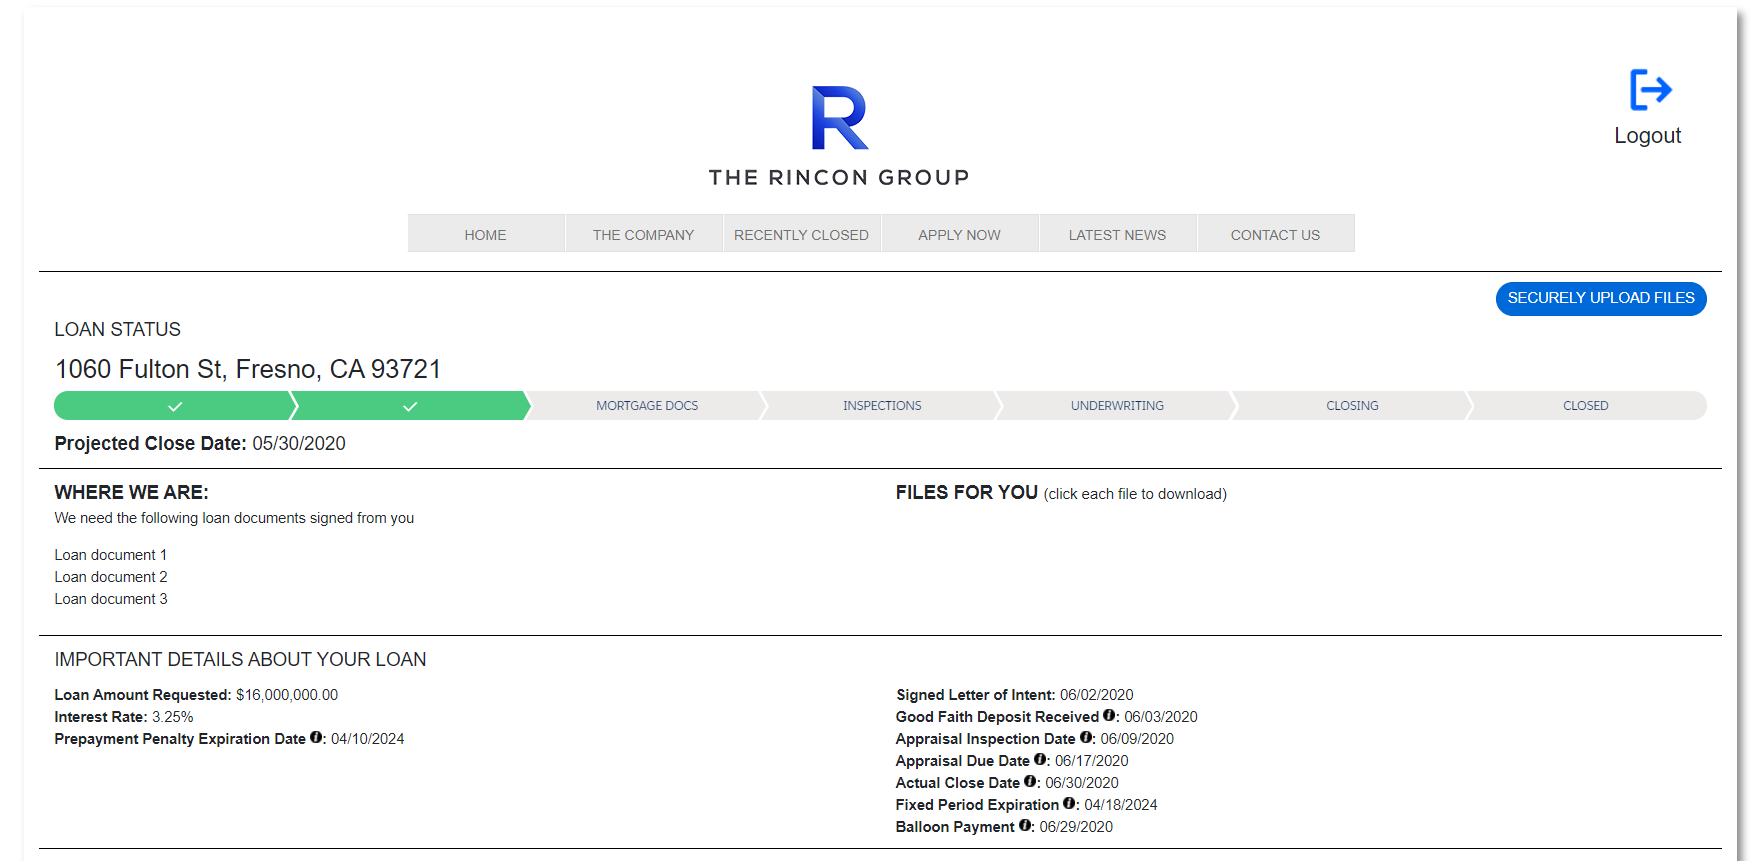 Logout
THE RINCON GROUP
HOME THE COMPANY RECENTLY CLOSED APPLY NOW LATEST NEWS CONTACT US
SECURELY UPLOAD FILES
LOAN STATUS
1060 Fulton St, Fresno, CA 93721
MORTGAGE DOCS INSPECTIONS UNDERWRITING CLOSING CLOSED
Projected Close Date: 05/30/2020
WHERE WE ARE:
We need the following loan documents signed from you
Loan document 1
Loan document 2
Loan document 3
FILES FOR YOU (click each file to download)
IMPORTANT DETAILS ABOUT YOUR LOAN
Loan Amount Requested: $16,000,000.00
Interest Rate: 3.25%
Prepayment Penalty Expiration Date i: 04/10/2024
Signed Letter of Intent: 06/02/2020
Good Faith Deposit Received i: 06/03/2020
Appraisal Inspection Date i: 06/09/2020
Appraisal Due Date i: 06/17/2020
Actual Close Date i: 06/30/2020
Fixed Period Expiration i: 04/18/2024
Balloon Payment i: 06/29/2020